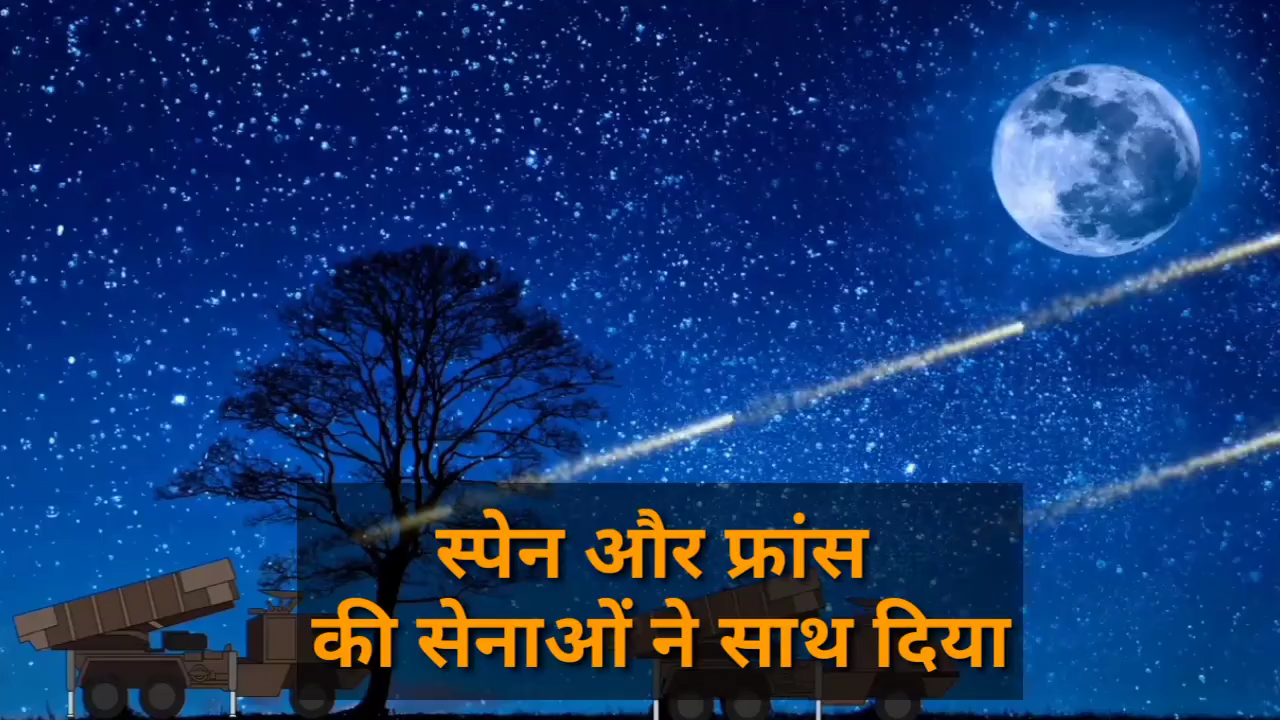 स्पेन और फ्रांस
की सेनाओं ने साथ दिया